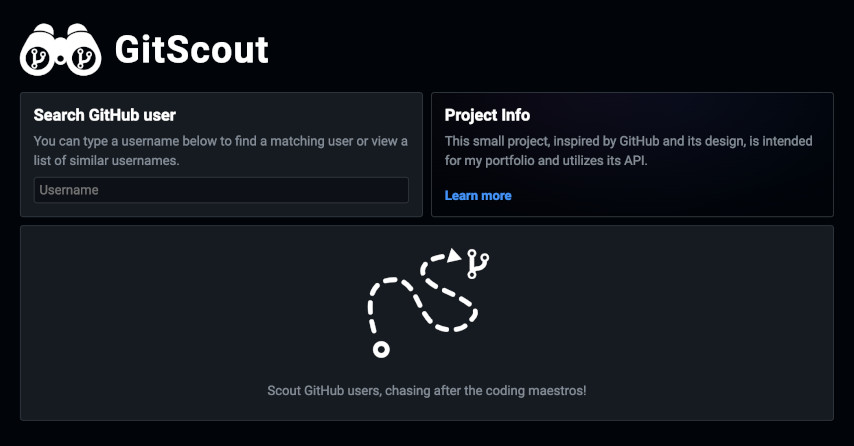 GitScout
Search GitHub user
You can type a username below to find a matching user or view a
list of similar usernames.
Username
Project Info
This small project, inspired by GitHub and its design, is intended
for my portfolio and utilizes its API.
Learn more
Scout GitHub users, chasing after the coding maestros!